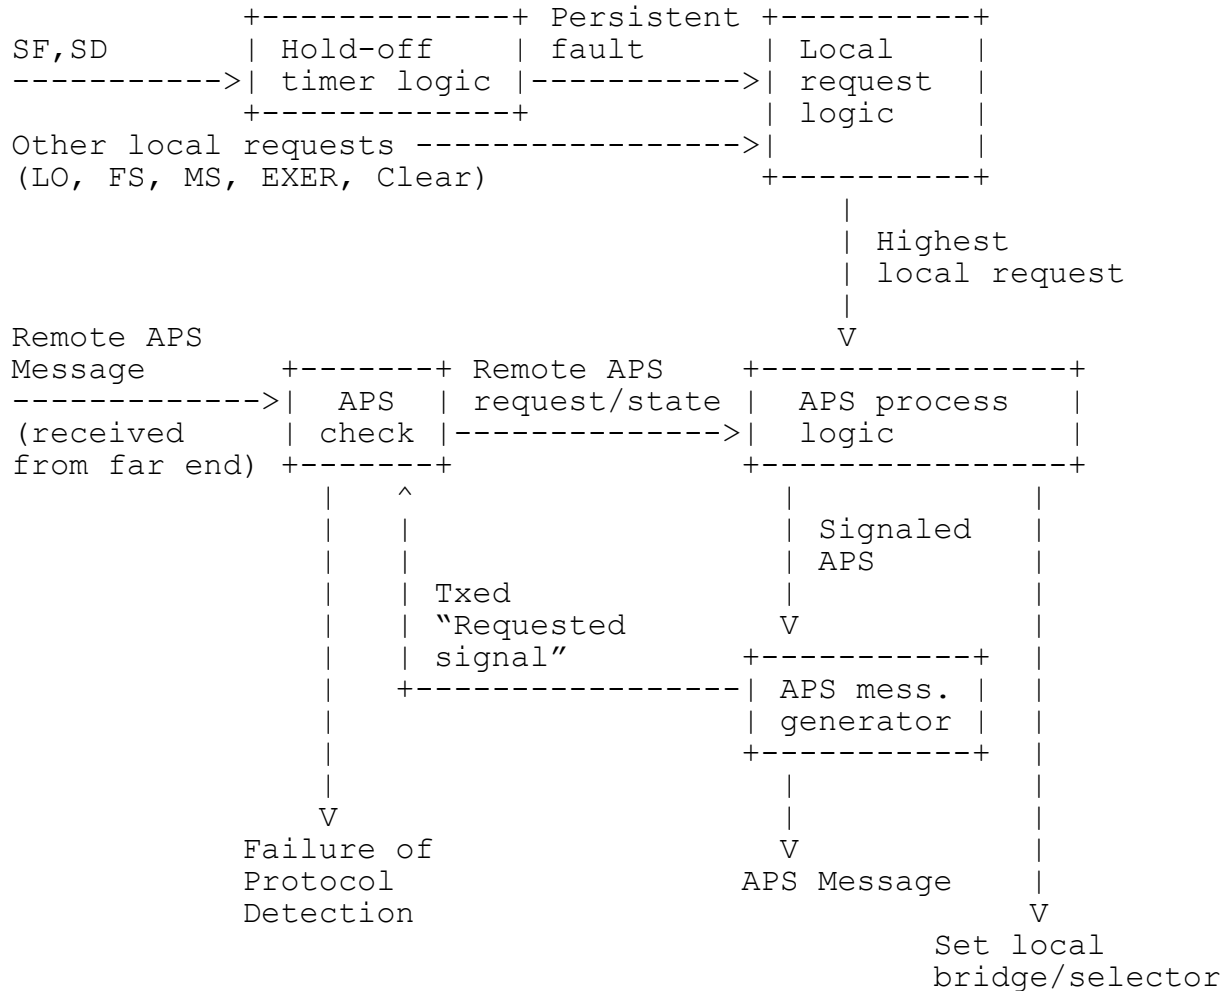 Persistent
SF,SD Hold-off fault Local
timer logic request
logic
Other local requests
(LO, FS, MS, EXER, Clear)
Highest
local request
Remote APS
Message Remote APS
APS request/state APS process
(received check logic
from far end)
Signaled
APS
Txed
“Requested
signal”
APS mess.
generator
Failure of
Protocol APS Message
Detection
Set local
bridge/selector